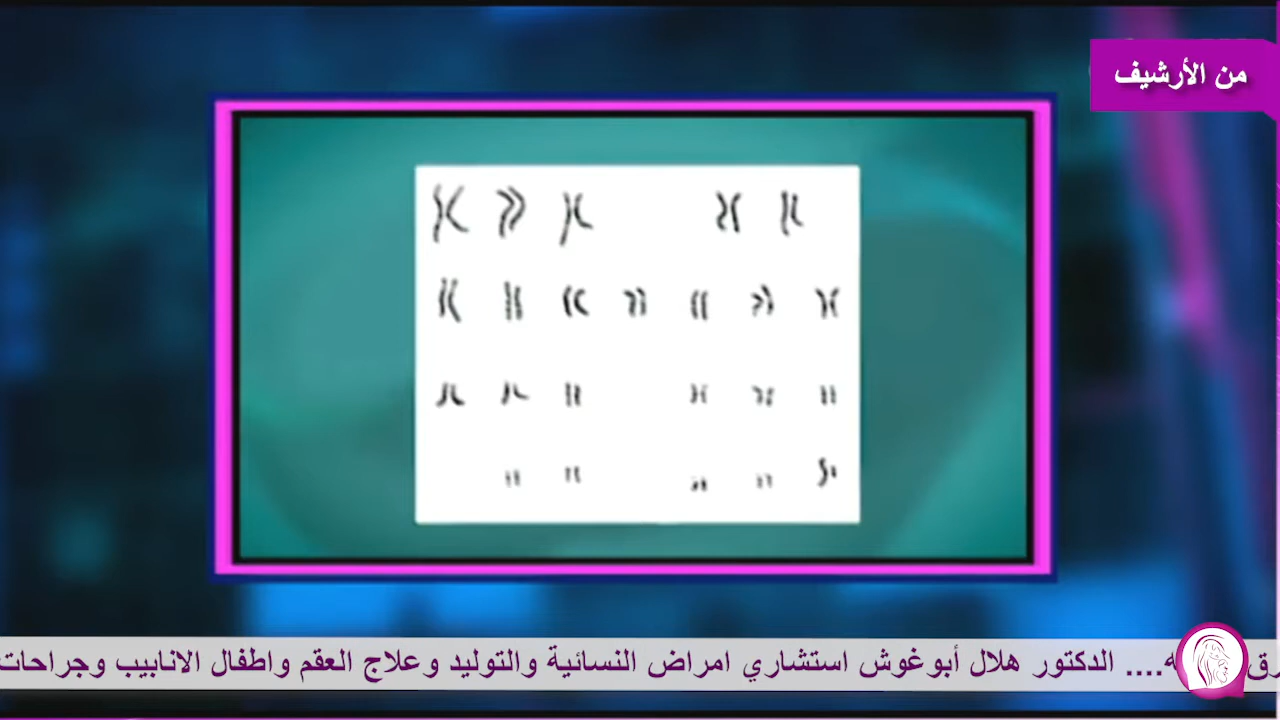 من الأرشيف
.... الدكتور هلال أبوغوش استشاري امراض النسائية والتوليد وعلاج العقم واطفال الانابيب وجراحات